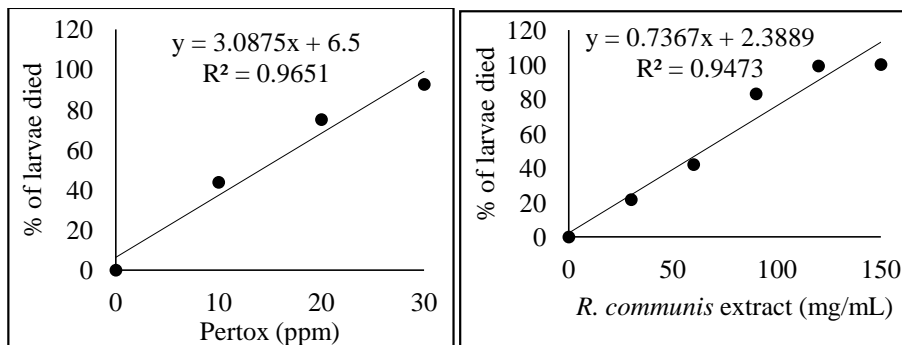 y = 3.0875x + 6.5
R² = 0.9651
% of larvae died
120
100
80
60
40
20
0
0 10 20 30
Pertox (ppm)
y = 0.7367x + 2.3889
R² = 0.9473
% of larvae died
120
100
80
60
40
20
0
0 50 100 150
R. communis extract (mg/mL)